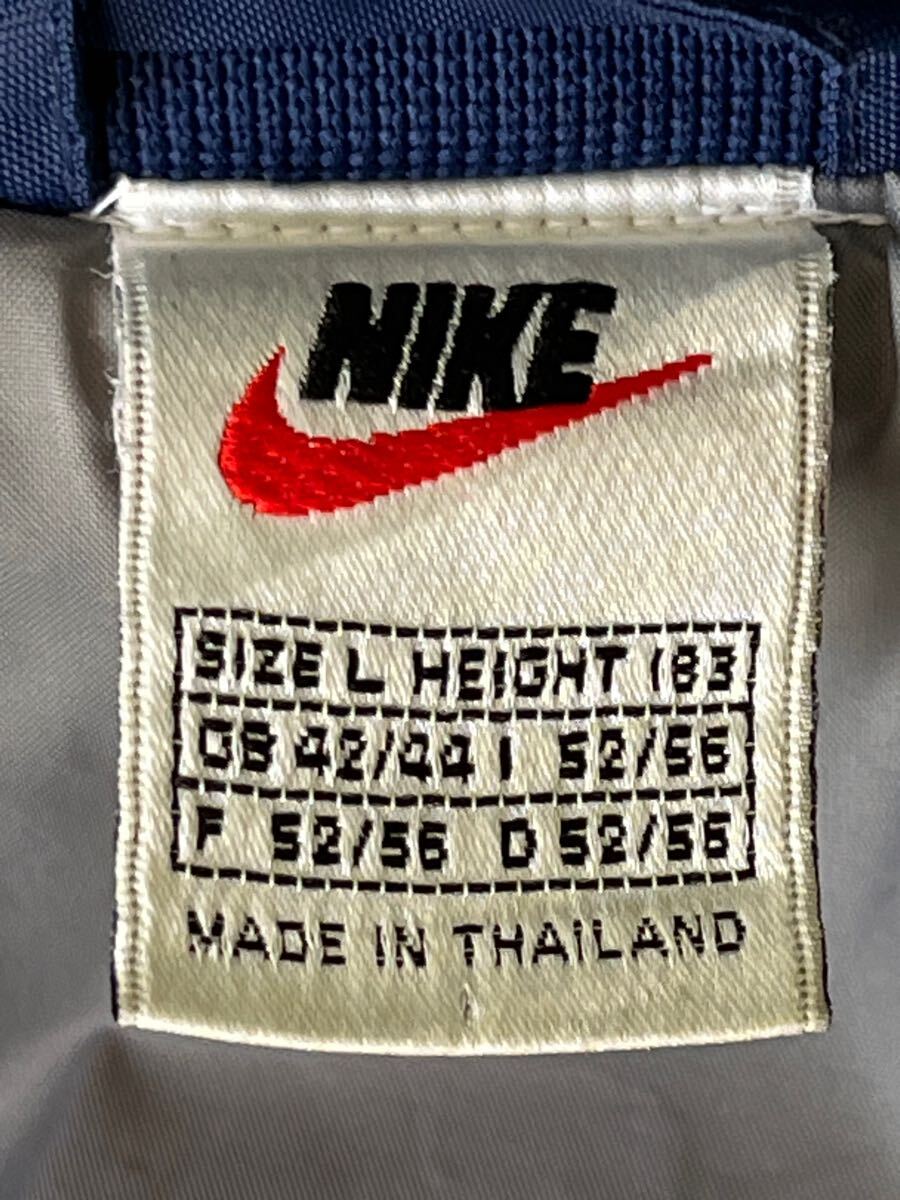 NIKE
SIZE L HEIGHT 183
GB 42/44 I 52/56
F 52/56 D 52/56
MADE IN THAILAND